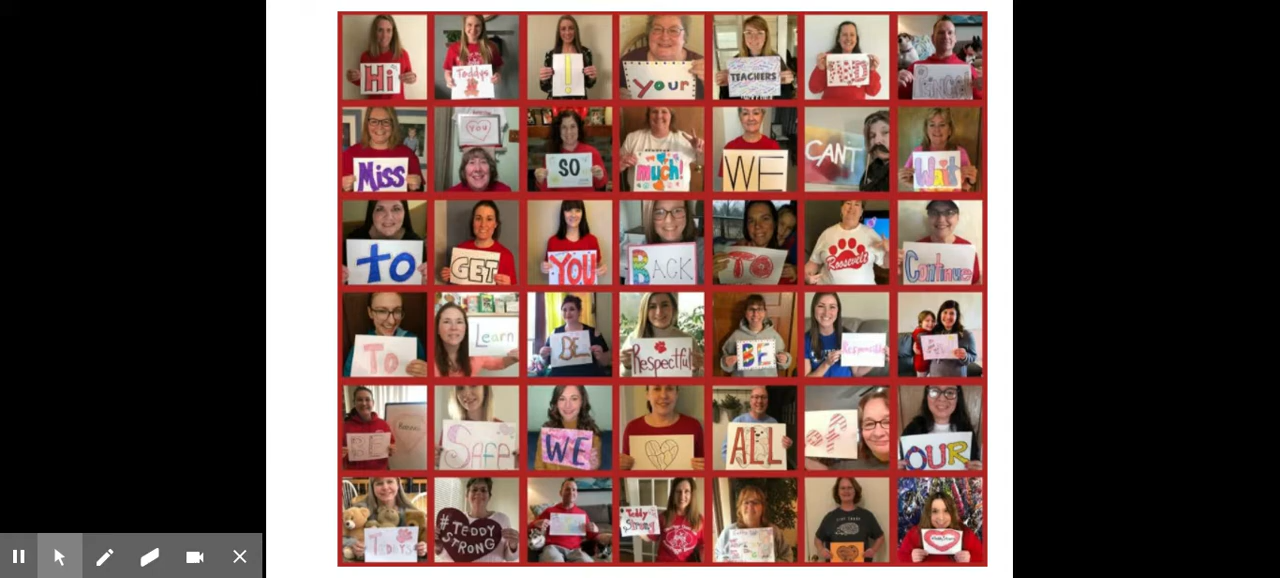 Hi Teddys ! Your TEACHERS AND
Miss You SO much! WE CAN'T Wait
TO GET YOU BACK TO Roosevelt Continue
To Learn BE Respectful BE Responsible
BE SAFE WE ALL of OUR
TEDDYS #TEDDY STRONG Teddy Strong